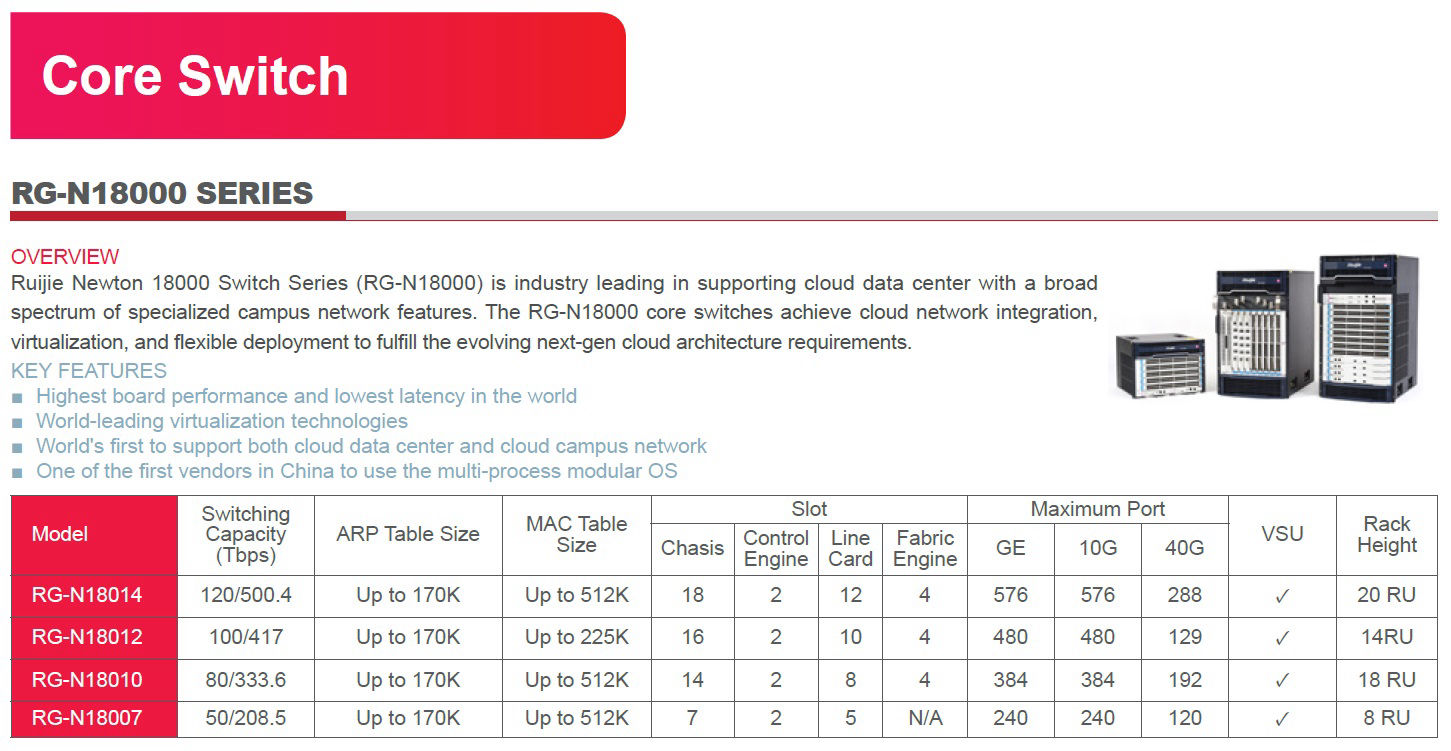 Core Switch
RG-N18000 SERIES
OVERVIEW
Ruijie Newton 18000 Switch Series (RG-N18000) is industry leading in supporting cloud data center with a broad
spectrum of specialized campus network features. The RG-N18000 core switches achieve cloud network integration,
virtualization, and flexible deployment to fulfill the evolving next-gen cloud architecture requirements.
KEY FEATURES
■ Highest board performance and lowest latency in the world
■ World-leading virtualization technologies
■ World's first to support both cloud data center and cloud campus network
■ One of the first vendors in China to use the multi-process modular OS
Model Switching Capacity (Tbps) ARP Table Size MAC Table Size Slot Maximum Port VSU Rack Height
Chasis Control Engine Line Card Fabric Engine GE 10G 40G
RG-N18014 120/500.4 Up to 170K Up to 512K 18 2 12 4 576 576 288 ✓ 20 RU
RG-N18012 100/417 Up to 170K Up to 225K 16 2 10 4 480 480 129 ✓ 14RU
RG-N18010 80/333.6 Up to 170K Up to 512K 14 2 8 4 384 384 192 ✓ 18 RU
RG-N18007 50/208.5 Up to 170K Up to 512K 7 2 5 N/A 240 240 120 ✓ 8 RU